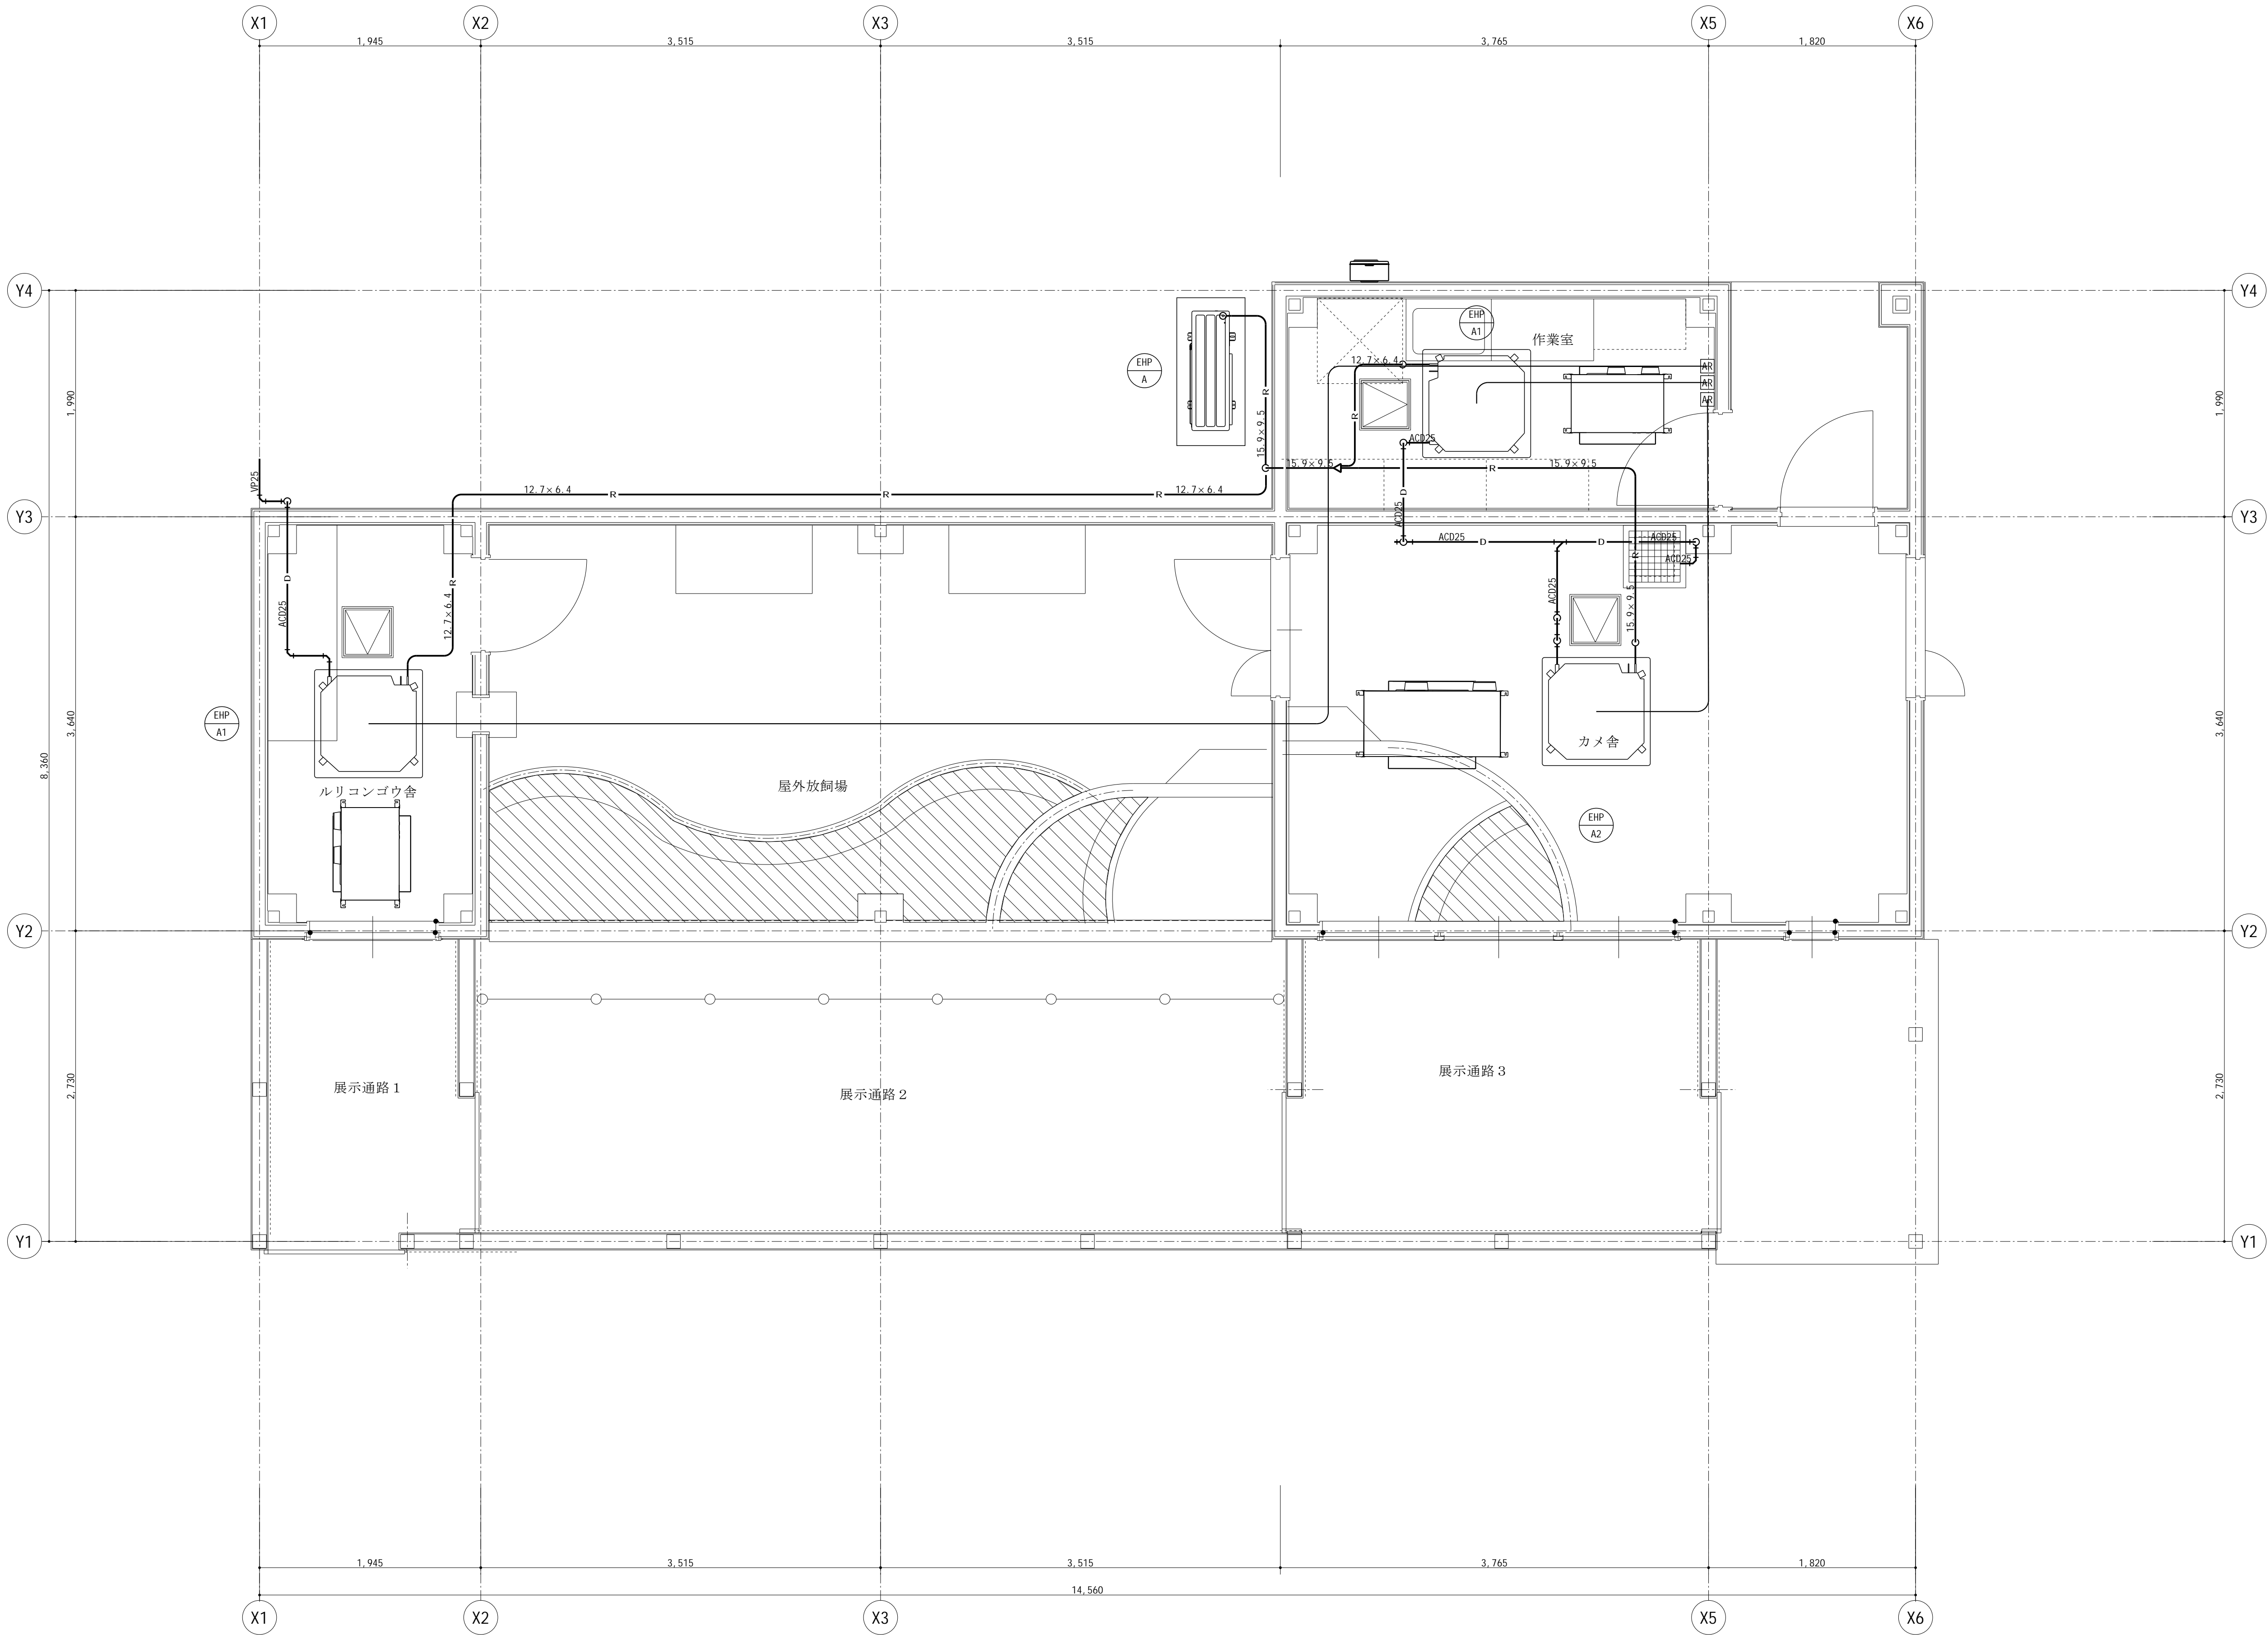 X1
X2
X3
X5
X6
1,945
3,515
3,515
3,765
1,820
Y4
Y4
EHP
A1
作業室
12.7×6.4
EHP
A
AR
AR
AR
R
R
1,990
1,990
15.9×9.5
ACD25
15.9×9.5
R
15.9×9.5
VP25
12.7×6.4
R
R
R
12.7×6.4
D
ACD25
Y3
Y3
ACD25
D
D
ACD25
R
ACD25
D
R
ACD25
12.7×6.4
ACD25
15.9×9.5
EHP
A1
3,640
8,360
3,640
カメ舎
屋外放飼場
ルリコンゴウ舎
EHP
A2
Y2
Y2
展示通路1
展示通路2
展示通路3
2,730
2,730
Y1
Y1
1,945
3,515
3,515
3,765
1,820
14,560
X1
X2
X3
X5
X6